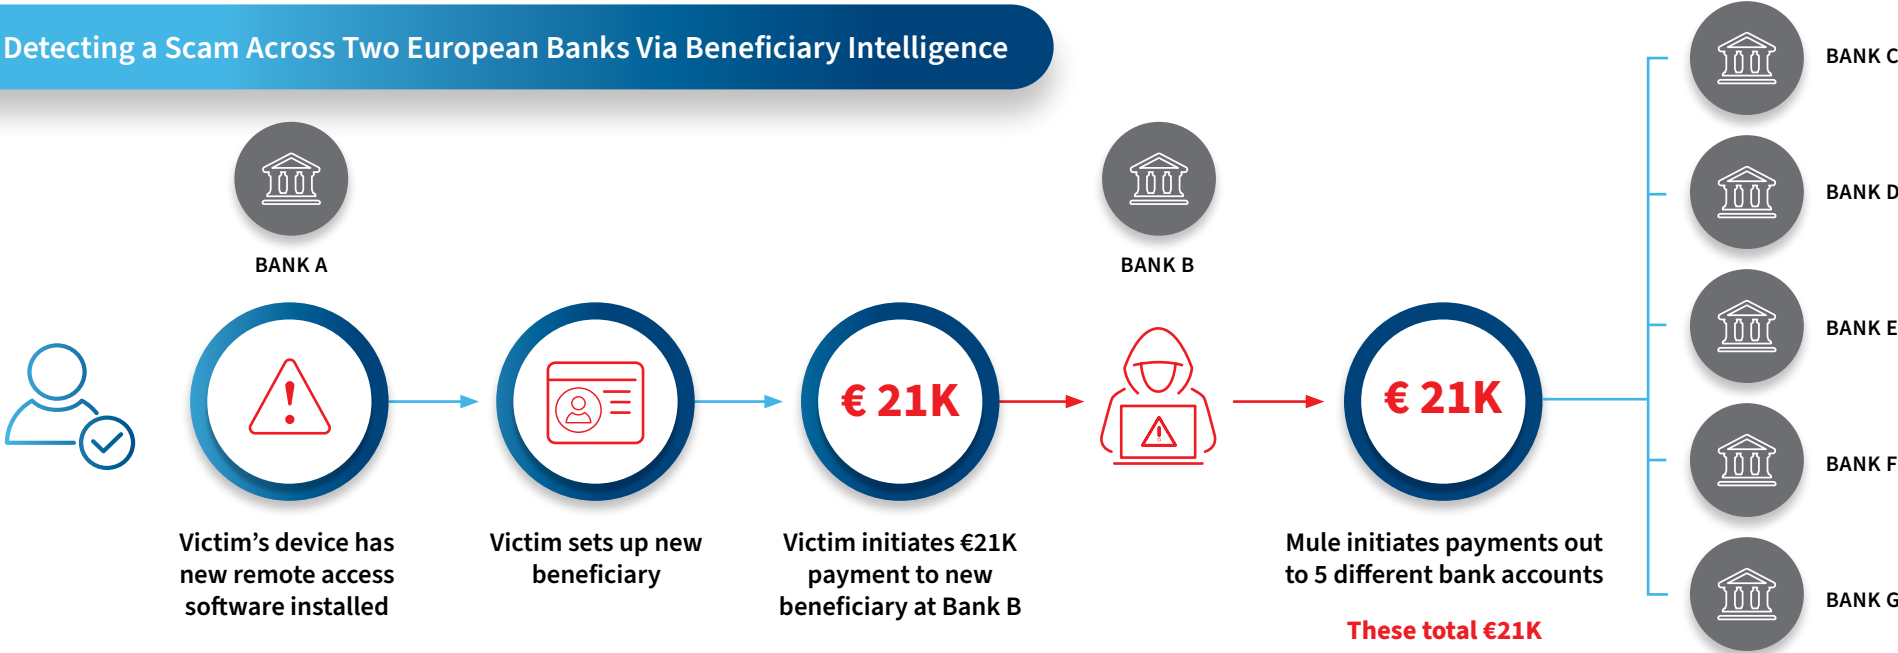 Detecting a Scam Across Two European Banks Via Beneficiary Intelligence
BANK A
BANK B
BANK C
BANK D
BANK E
BANK F
BANK G
!
€ 21K
!
€ 21K
Victim’s device has
new remote access
software installed
Victim sets up new
beneficiary
Victim initiates €21K
payment to new
beneficiary at Bank B
Mule initiates payments out
to 5 different bank accounts
These total €21K